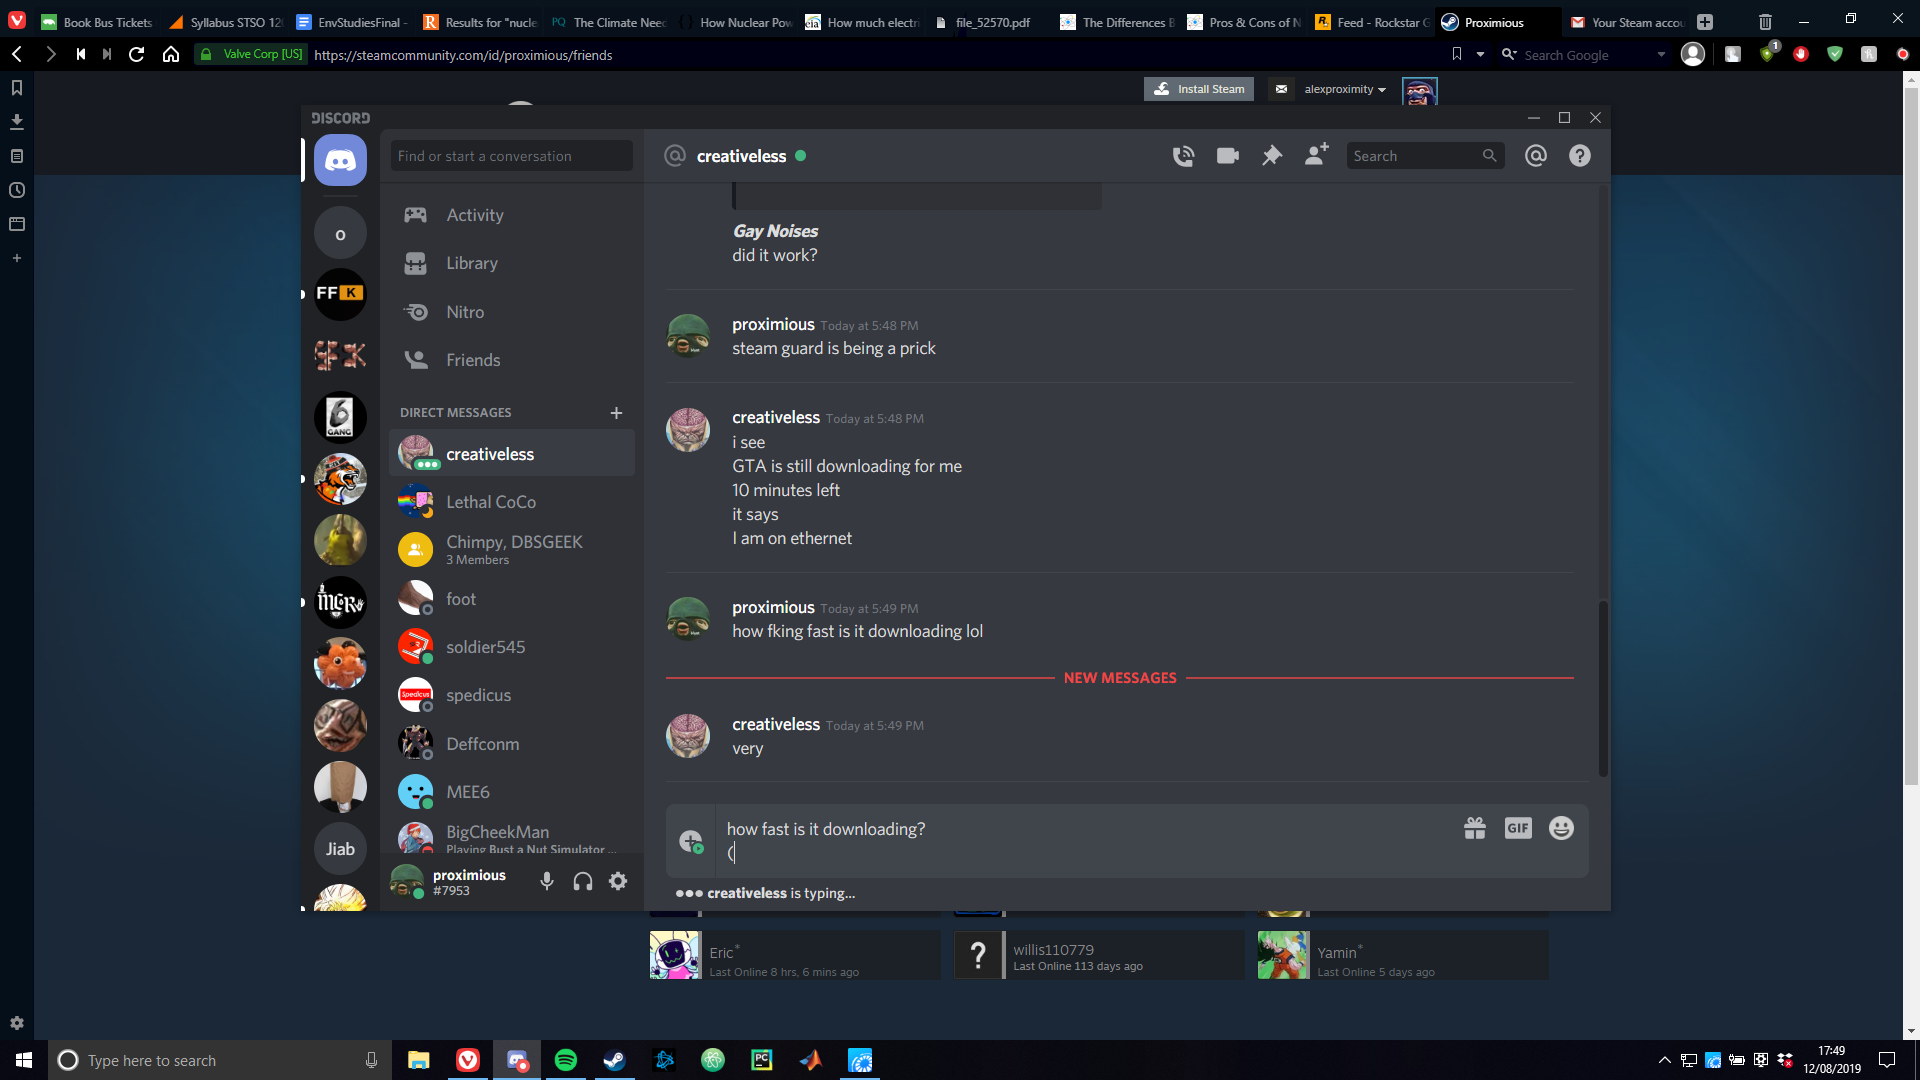 Book Bus Tickets
Syllabus STSO 12
EnvStudiesFinal -
Results for "nucle
The Climate Nee
How Nuclear Pow
How much electri
file_52570.pdf
The Differences B
Pros & Cons of N
Feed - Rockstar G
Proximious
Your Steam accou
Valve Corp [US]
https://steamcommunity.com/id/proximious/friends
Search Google
1
Install Steam
alexproximity
DISCORD
Find or start a conversation
creativeless
Search
o
FF K
6
GANG
MCR
Jiab
Activity
Library
Nitro
Friends
DIRECT MESSAGES
creativeless
Lethal CoCo
Chimpy, DBSGEEK
3 Members
foot
soldier545
Spedicus
spedicus
Deffconm
MEE6
BigCheekMan
Playing Bust a Nut Simulator ...
proximious
#7953
Gay Noises
did it work?
proximious Today at 5:48 PM
steam guard is being a prick
creativeless Today at 5:48 PM
i see
GTA is still downloading for me
10 minutes left
it says
I am on ethernet
proximious Today at 5:49 PM
how fking fast is it downloading lol
NEW MESSAGES
creativeless Today at 5:49 PM
very
how fast is it downloading?
(
GIF
creativeless is typing...
Eric*
Last Online 8 hrs, 6 mins ago
?
willis110779
Last Online 113 days ago
Yamin*
Last Online 5 days ago
Type here to search
PC
17:49
12/08/2019